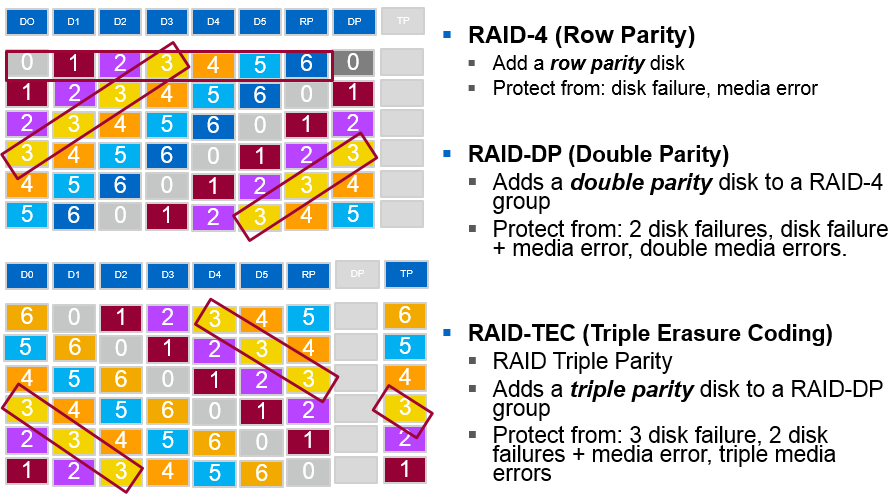 DO D1 D2 D3 D4 D5 RP DP TP
0 1 2 3 4 5 6 0
1 2 3 4 5 6 0 1
2 3 4 5 6 0 1 2
3 4 5 6 0 1 2 3
4 5 6 0 1 2 3 4
5 6 0 1 2 3 4 5
D0 D1 D2 D3 D4 D5 RP DP TP
6 0 1 2 3 4 5 6
5 6 0 1 2 3 4 5
4 5 6 0 1 2 3 4
3 4 5 6 0 1 2 3
2 3 4 5 6 0 1 2
1 2 3 4 5 6 0 1
▪ RAID-4 (Row Parity)
▪ Add a row parity disk
▪ Protect from: disk failure, media error
▪ RAID-DP (Double Parity)
▪ Adds a double parity disk to a RAID-4
group
▪ Protect from: 2 disk failures, disk failure
+ media error, double media errors.
▪ RAID-TEC (Triple Erasure Coding)
▪ RAID Triple Parity
▪ Adds a triple parity disk to a RAID-DP
group
▪ Protect from: 3 disk failure, 2 disk
failures + media error, triple media
errors